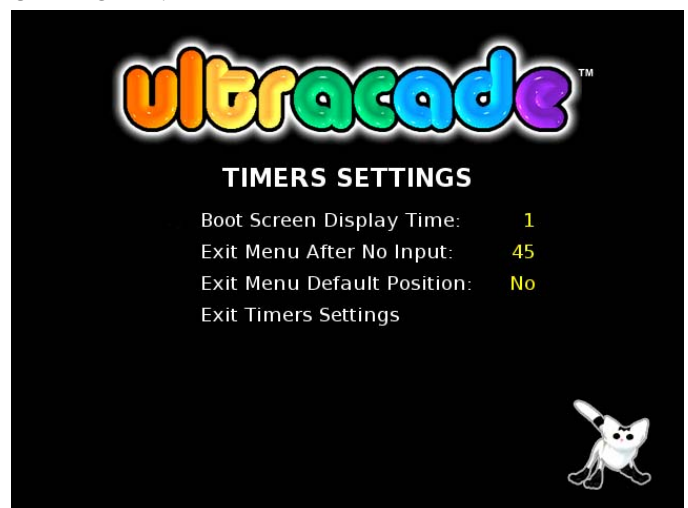 ultracade™
TIMERS SETTINGS
Boot Screen Display Time: 1
Exit Menu After No Input: 45
Exit Menu Default Position: No
Exit Timers Settings